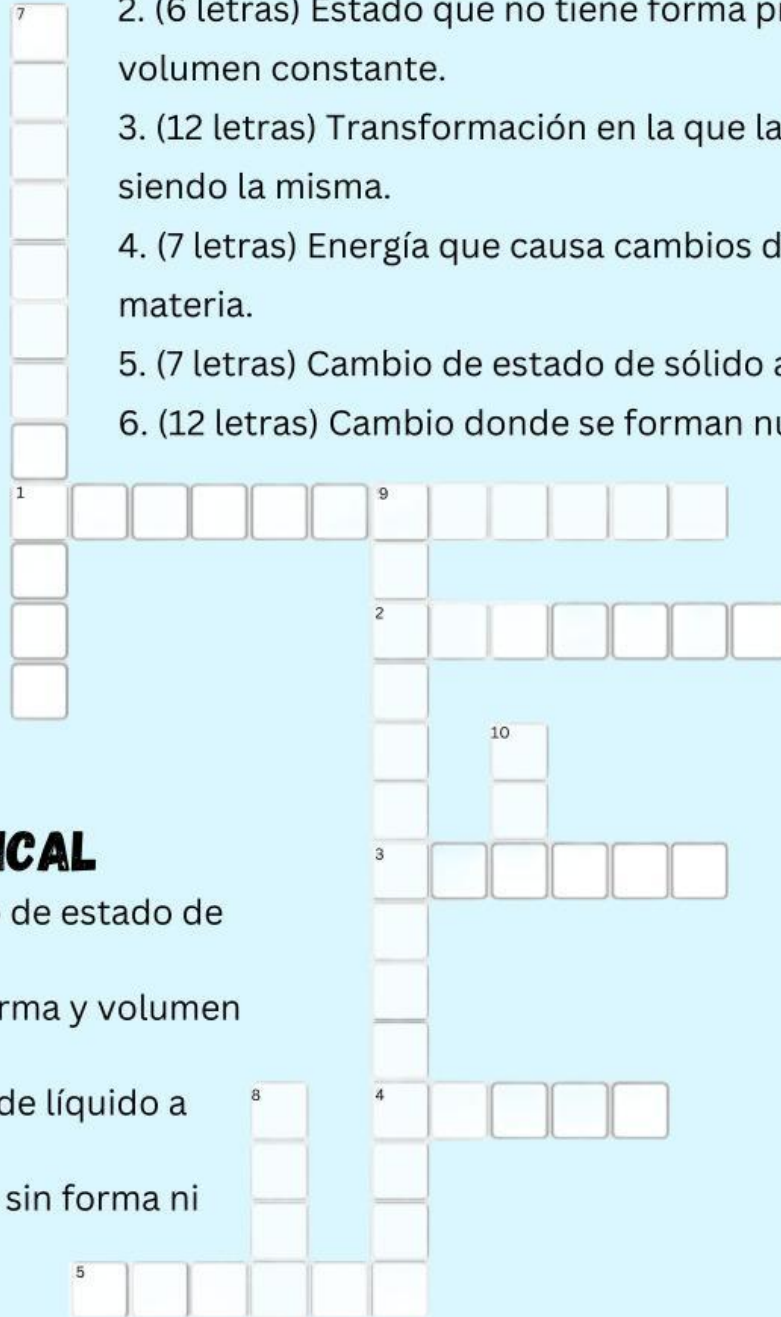 7
2. (6 letras) Estado que no tiene forma
volumen constante.
3. (12 letras) Transformación en la que la
siendo la misma.
4. (7 letras) Energía que causa cambios
materia.
5. (7 letras) Cambio de estado de sólido a
6. (12 letras) Cambio donde se forman
1
9
2
10
3
ICAL
de estado de
rma y volumen
de líquido a
8
4
sin forma ni
5